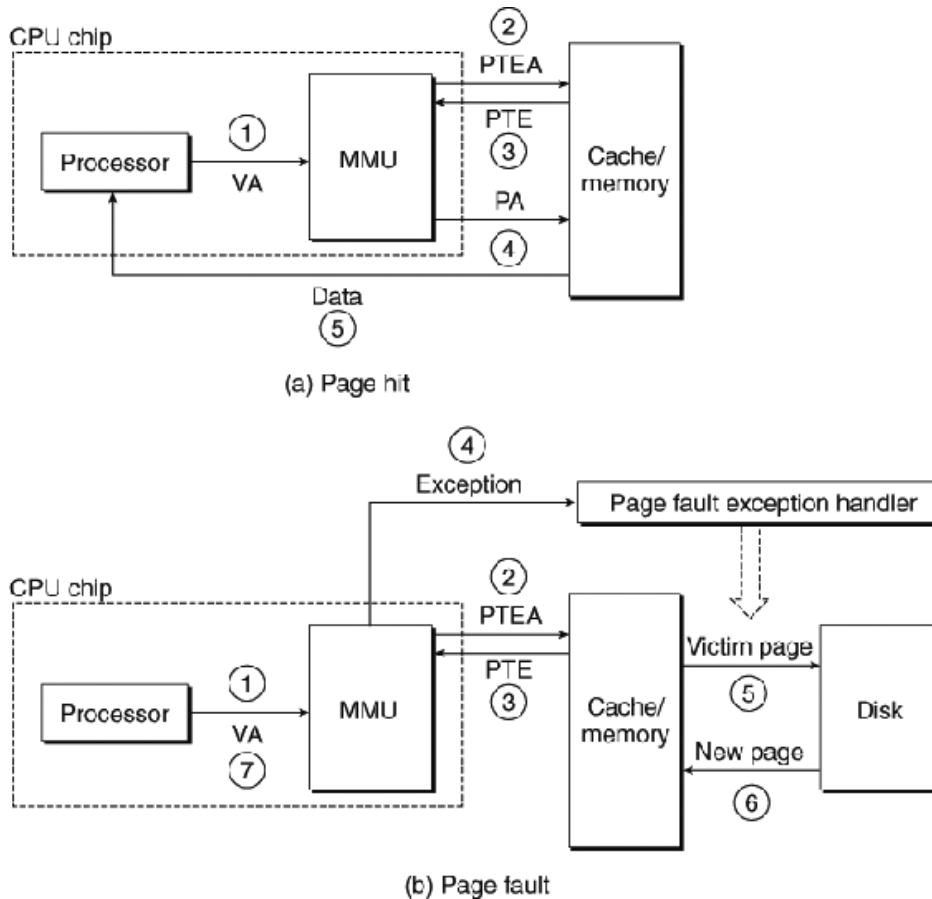 CPU chip
2
PTEA
1
Processor
VA
MMU
PTE
3
Cache/
memory
PA
4
Data
5
(a) Page hit
4
Exception
Page fault exception handler
CPU chip
2
PTEA
1
Processor
VA
7
MMU
PTE
3
Cache/
memory
Victim page
5
Disk
New page
6
(b) Page fault